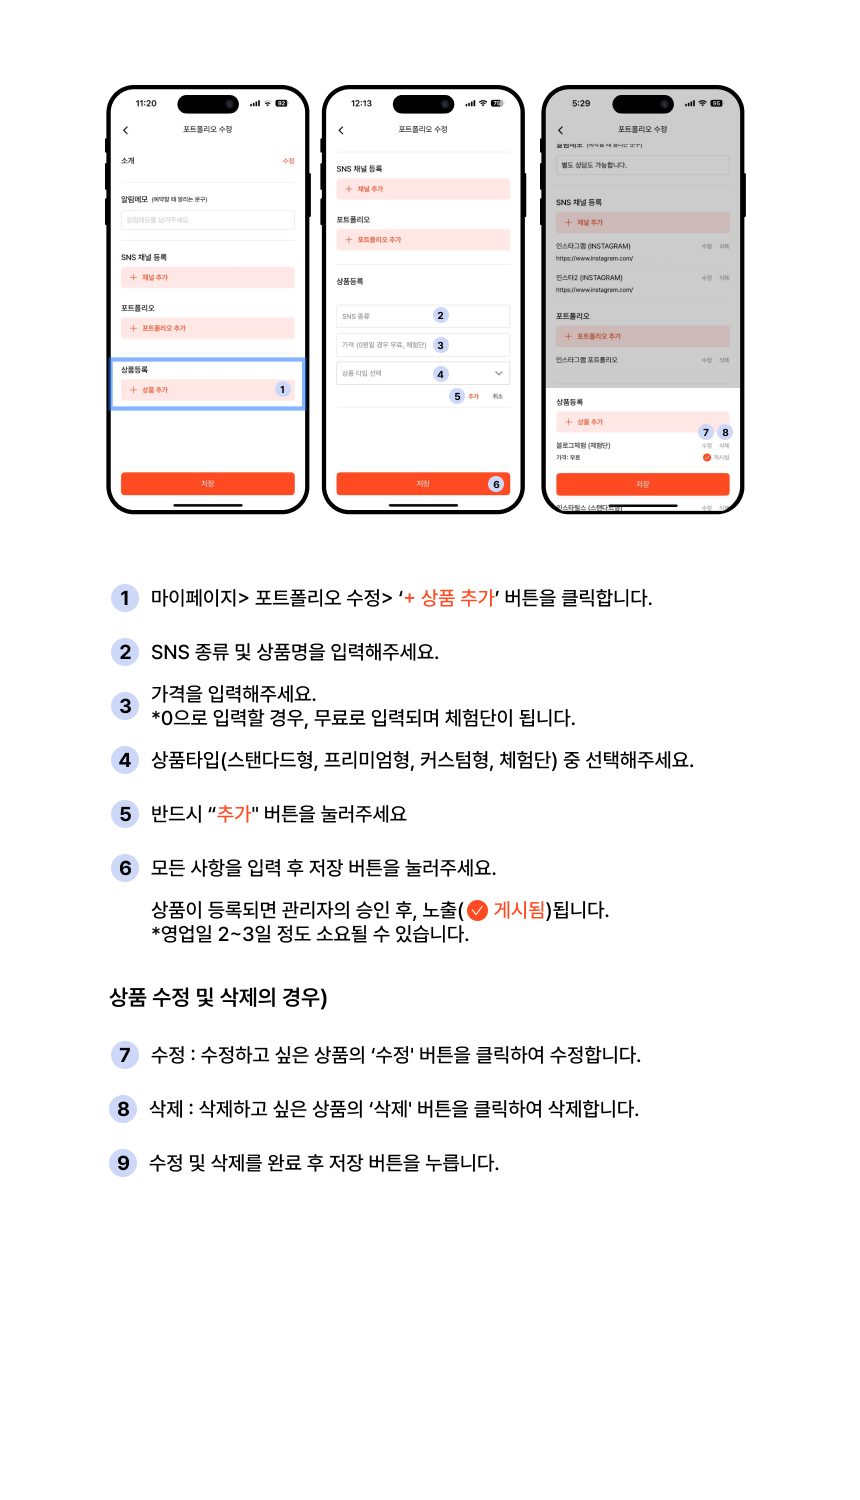 11:20
92
포트폴리오 수정
소개
수정
알림메모 (예약할 때 알리는 문구)
알림메모를 남겨주세요.
SNS 채널 등록
+ 채널 추가
포트폴리오
+ 포트폴리오 추가
상품등록
+ 상품 추가
1
저장
12:13
포트폴리오 수정
SNS 채널 등록
+ 채널 추가
포트폴리오
+ 포트폴리오 추가
상품등록
SNS 종류
2
가격 (0원일 경우 무료, 체험단)
3
상품 타입 선택
4
5 추가 취소
저장
6
5:29
95
포트폴리오 수정
별도 상담도 가능합니다.
SNS 채널 등록
+ 채널 추가
인스타그램 (INSTAGRAM) 수정 삭제
https://www.instagram.com/
인스타2 (INSTAGRAM) 수정 삭제
https://www.instagram.com/
포트폴리오
+ 포트폴리오 추가
인스타그램 포트폴리오 수정 삭제
상품등록
+ 상품 추가
7 8
블로그체험 (체험단) 수정 삭제
가격: 무료 게시됨
저장
1 마이페이지> 포트폴리오 수정> ‘+ 상품 추가’ 버튼을 클릭합니다.
2 SNS 종류 및 상품명을 입력해주세요.
3 가격을 입력해주세요.
*0으로 입력할 경우, 무료로 입력되며 체험단이 됩니다.
4 상품타입(스탠다드형, 프리미엄형, 커스텀형, 체험단) 중 선택해주세요.
5 반드시 “추가" 버튼을 눌러주세요
6 모든 사항을 입력 후 저장 버튼을 눌러주세요.
상품이 등록되면 관리자의 승인 후, 노출( 게시됨)됩니다.
*영업일 2~3일 정도 소요될 수 있습니다.
상품 수정 및 삭제의 경우)
7 수정 : 수정하고 싶은 상품의 ‘수정' 버튼을 클릭하여 수정합니다.
8 삭제 : 삭제하고 싶은 상품의 ‘삭제' 버튼을 클릭하여 삭제합니다.
9 수정 및 삭제를 완료 후 저장 버튼을 누릅니다.